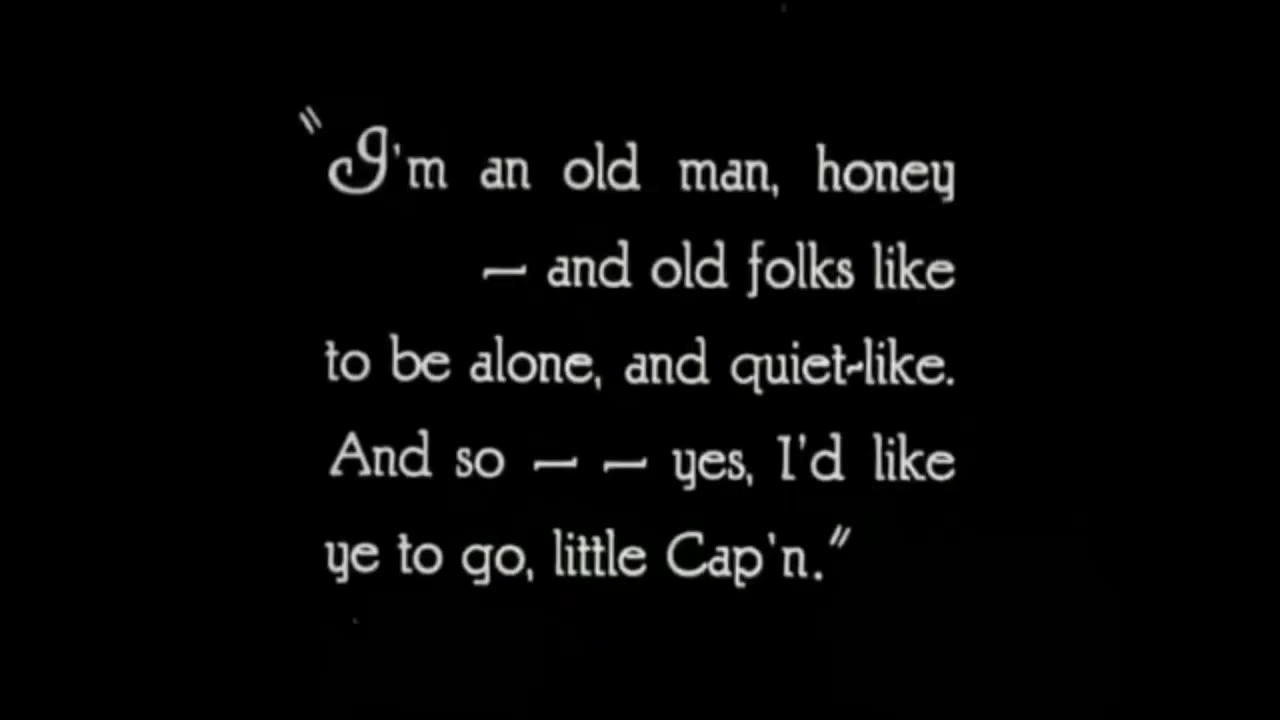 "I'm an old man, honey
— and old folks like
to be alone, and quiet-like.
And so — — yes, I'd like
ye to go, little Cap'n."